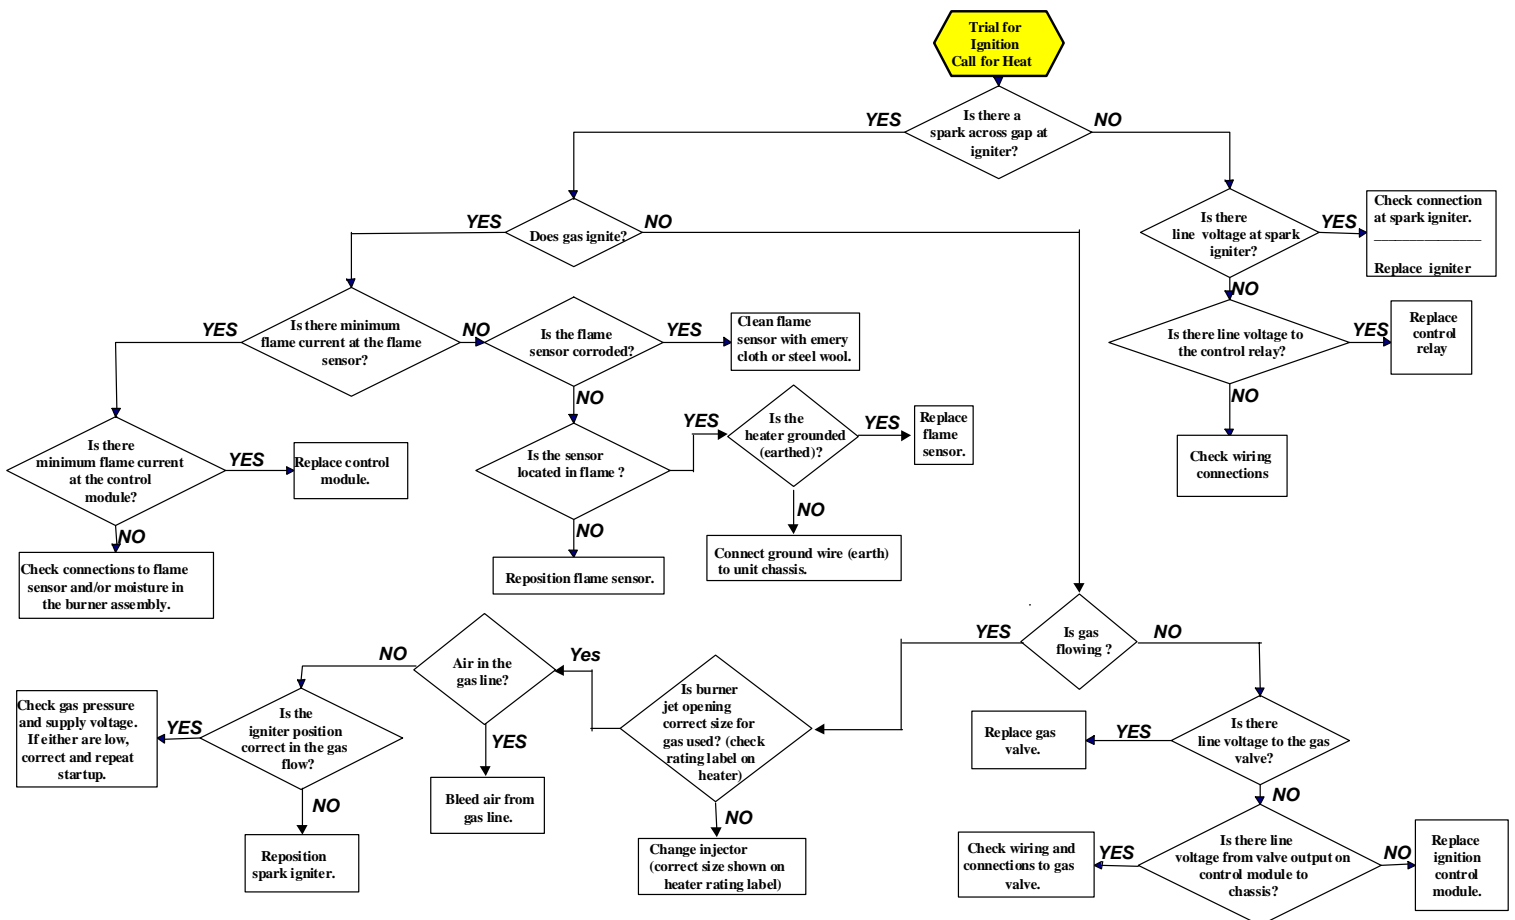 Trial for
Ignition
Call for Heat
Is there a
spark across gap at
igniter?
YES
NO
Does gas ignite?
YES
NO
Is there
line voltage at spark
igniter?
YES
Check connection
at spark igniter.
_______________
Replace igniter
NO
Is there line voltage to
the control relay?
YES
Replace
control
relay
NO
Check wiring
connections
Is there minimum
flame current at the flame
sensor?
YES
NO
Is the flame
sensor corroded?
YES
Clean flame
sensor with emery
cloth or steel wool.
NO
Is the sensor
located in flame ?
YES
Is the
heater grounded
(earthed)?
YES
Replace
flame
sensor.
NO
Connect ground wire (earth)
to unit chassis.
NO
Reposition flame sensor.
Is there
minimum flame current
at the control
module?
YES
Replace control
module.
NO
Check connections to flame
sensor and/or moisture in
the burner assembly.
Is gas
flowing ?
YES
NO
Is burner
jet opening
correct size for
gas used? (check
rating label on
heater)
Yes
NO
Change injector
(correct size shown on
heater rating label)
Air in the
gas line?
NO
YES
Bleed air from
gas line.
Is the
igniter position
correct in the gas
flow?
YES
Check gas pressure
and supply voltage.
If either are low,
correct and repeat
startup.
NO
Reposition
spark igniter.
Is there
line voltage to the gas
valve?
YES
Replace gas
valve.
NO
Is there line
voltage from valve output on
control module to
chassis?
YES
Check wiring and
connections to gas
valve.
NO
Replace
ignition
control
module.